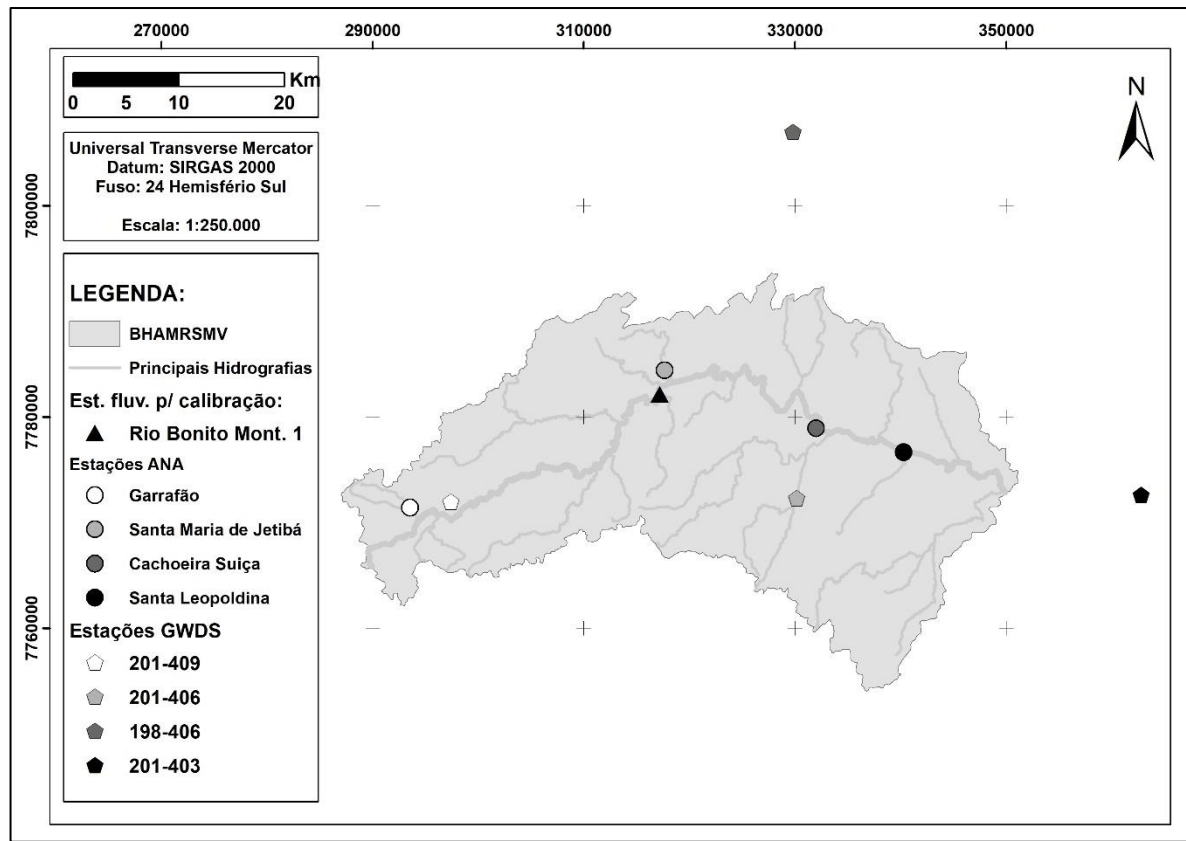 270000 290000 310000 330000 350000
Km
0 5 10 20
N
Universal Transverse Mercator
Datum: SIRGAS 2000
Fuso: 24 Hemisfério Sul
Escala: 1:250.000
7800000
7780000
7760000
LEGENDA:
BHAMRSMV
Principais Hidrografias
Est. fluv. p/ calibração:
Rio Bonito Mont. 1
Estações ANA
Garrafão
Santa Maria de Jetibá
Cachoeira Suiça
Santa Leopoldina
Estações GWDS
201-409
201-406
198-406
201-403